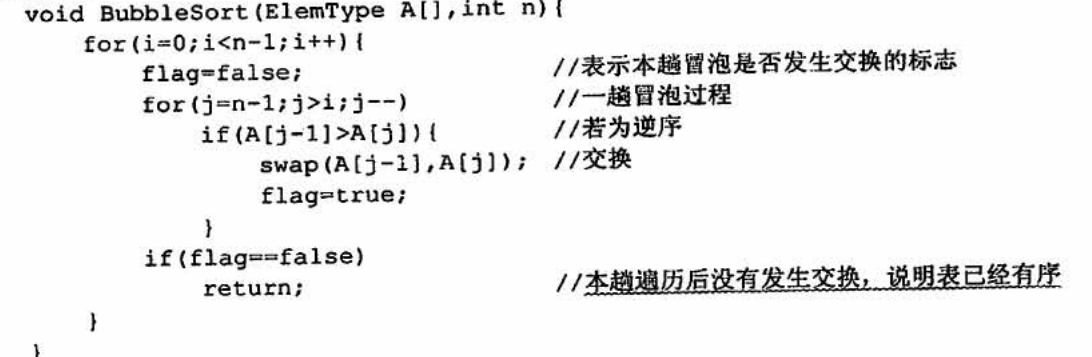 void BubbleSort(ElemType A[],int n){
for(i=0;i<n-1;i++){
flag=false; //表示本趟冒泡是否发生交换的标志
for(j=n-1;j>i;j--) //一趟冒泡过程
if(A[j-1]>A[j]){ //若为逆序
swap(A[j-1],A[j]); //交换
flag=true;
}
if(flag==false)
return; //本趟遍历后没有发生交换，说明表已经有序
}
}